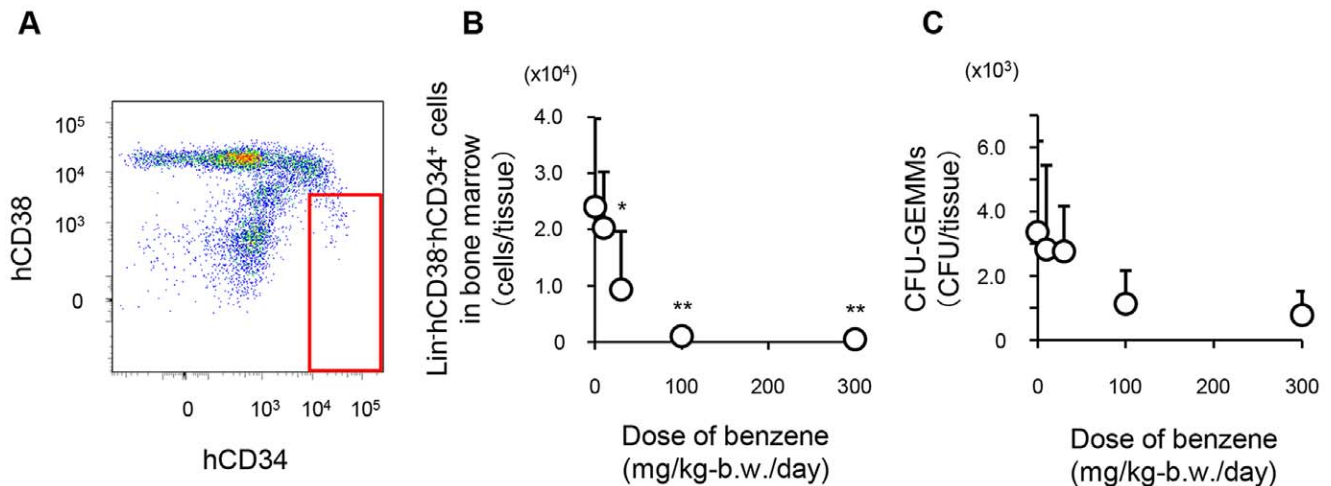 A
hCD38
10⁵
10⁴
10³
0
0
10³
10⁴
10⁵
hCD34
B
(x10⁴)
Lin-hCD38-hCD34⁺ cells
in bone marrow
(cells/tissue)
4.0
3.0
2.0
1.0
0
*
**
**
0
100
200
300
Dose of benzene
(mg/kg-b.w./day)
C
(x10³)
CFU-GEMMs
(CFU/tissue)
6.0
4.0
2.0
0
0
100
200
300
Dose of benzene
(mg/kg-b.w./day)